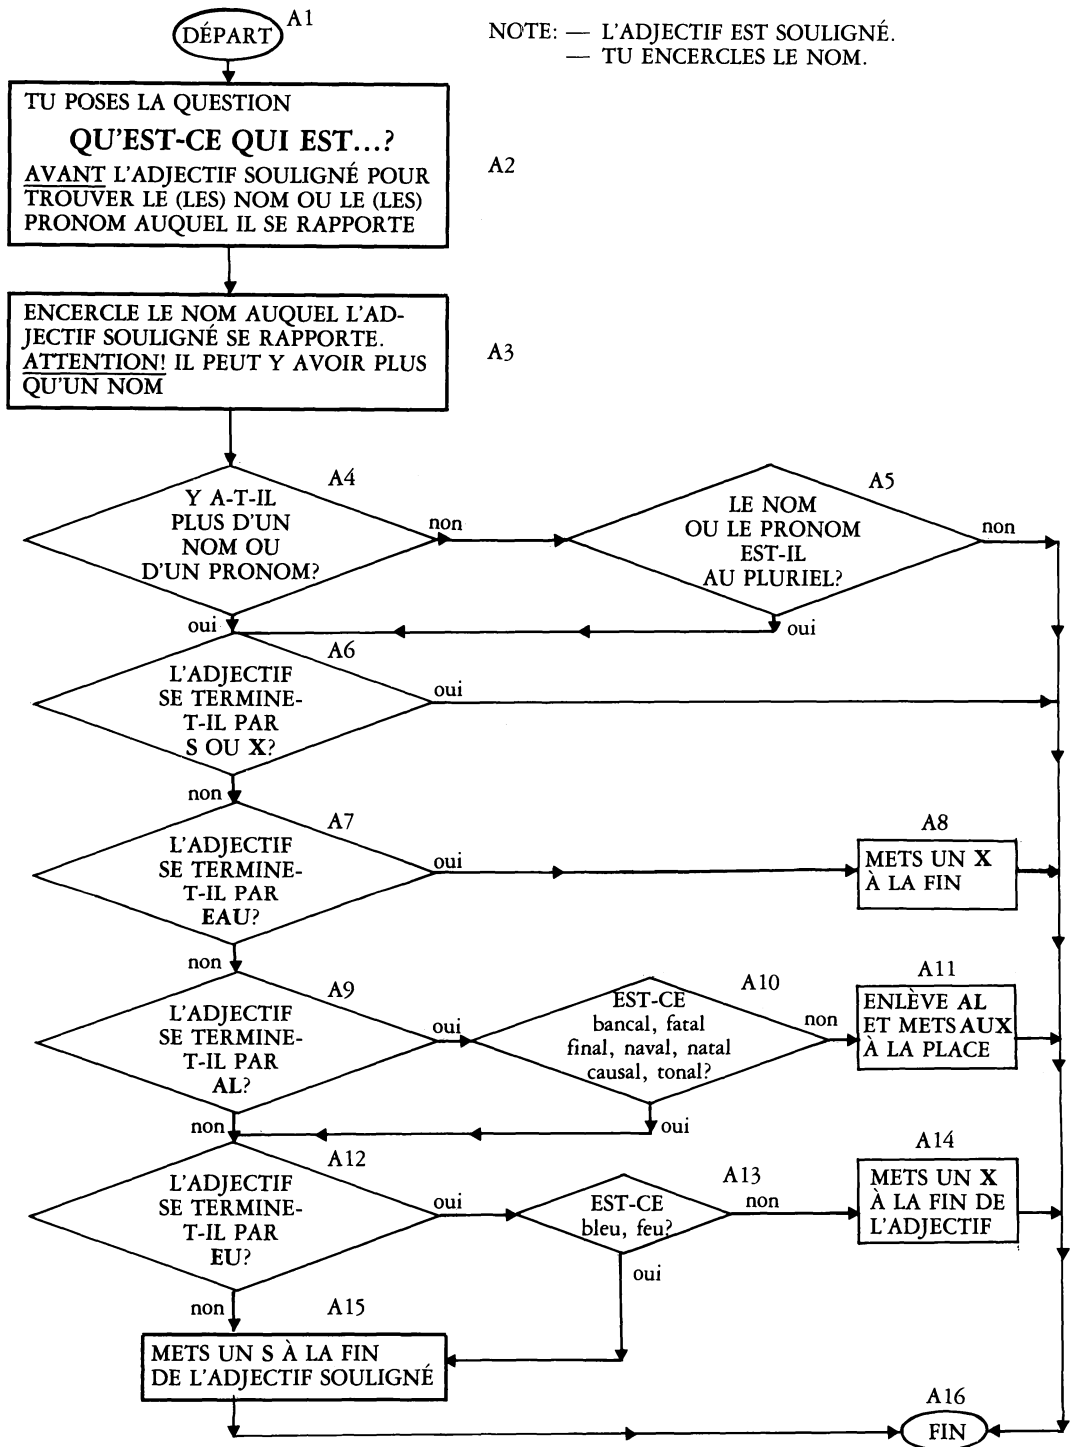 DÉPART
A1
NOTE: — L'ADJECTIF EST SOULIGNÉ.
— TU ENCERCLES LE NOM.
TU POSES LA QUESTION
QU'EST-CE QUI EST...?
AVANT L'ADJECTIF SOULIGNÉ POUR
TROUVER LE (LES) NOM OU LE (LES)
PRONOM AUQUEL IL SE RAPPORTE
A2
ENCERCLE LE NOM AUQUEL L'AD-
JECTIF SOULIGNÉ SE RAPPORTE.
ATTENTION! IL PEUT Y AVOIR PLUS
QU'UN NOM
A3
A4
Y A-T-IL
PLUS D'UN
NOM OU
D'UN PRONOM?
non
oui
A5
LE NOM
OU LE PRONOM
EST-IL
AU PLURIEL?
non
oui
A6
L'ADJECTIF
SE TERMINE-
T-IL PAR
S OU X?
oui
non
A7
L'ADJECTIF
SE TERMINE-
T-IL PAR
EAU?
oui
non
A8
METS UN X
À LA FIN
A9
L'ADJECTIF
SE TERMINE-
T-IL PAR
AL?
oui
non
A10
EST-CE
bancal, fatal
final, naval, natal
causal, tonal?
non
oui
A11
ENLÈVE AL
ET METS AUX
À LA PLACE
A12
L'ADJECTIF
SE TERMINE-
T-IL PAR
EU?
oui
non
A13
EST-CE
bleu, feu?
non
oui
A14
METS UN X
À LA FIN DE
L'ADJECTIF
A15
METS UN S À LA FIN
DE L'ADJECTIF SOULIGNÉ
A16
FIN